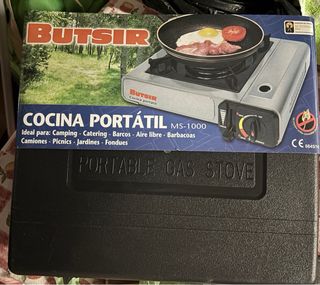 BUTSIR
BUTSIR
COCINA PORTÁTIL MS-1000
Ideal para: Camping - Catering - Barcos - Aire libre - Barbacoas
Camiones - Picnics - Jardines - Fondues
CE
PORTABLE GAS STOVE